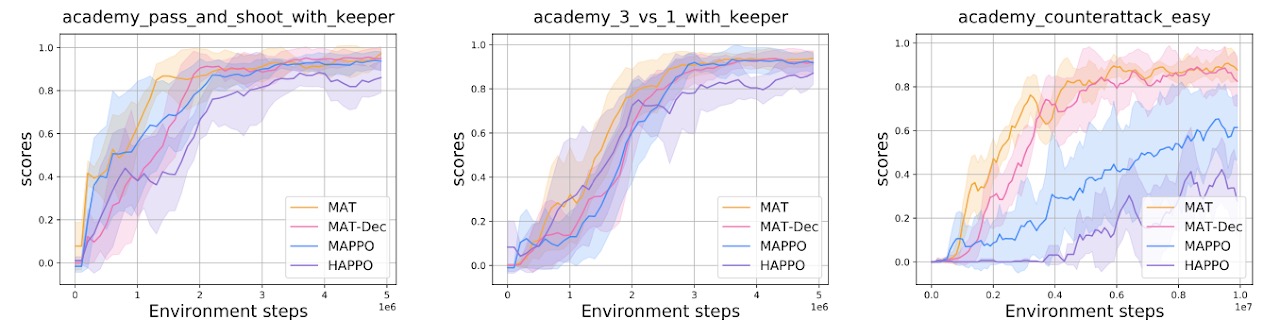 academy_pass_and_shoot_with_keeper
scores
1.0
0.8
0.6
0.4
0.2
0.0
MAT
MAT-Dec
MAPPO
HAPPO
0 1 2 3 4 5
1e6
Environment steps
academy_3_vs_1_with_keeper
scores
1.0
0.8
0.6
0.4
0.2
0.0
MAT
MAT-Dec
MAPPO
HAPPO
0 1 2 3 4 5
1e6
Environment steps
academy_counterattack_easy
scores
1.0
0.8
0.6
0.4
0.2
0.0
MAT
MAT-Dec
MAPPO
HAPPO
0.0 0.2 0.4 0.6 0.8 1.0
1e7
Environment steps